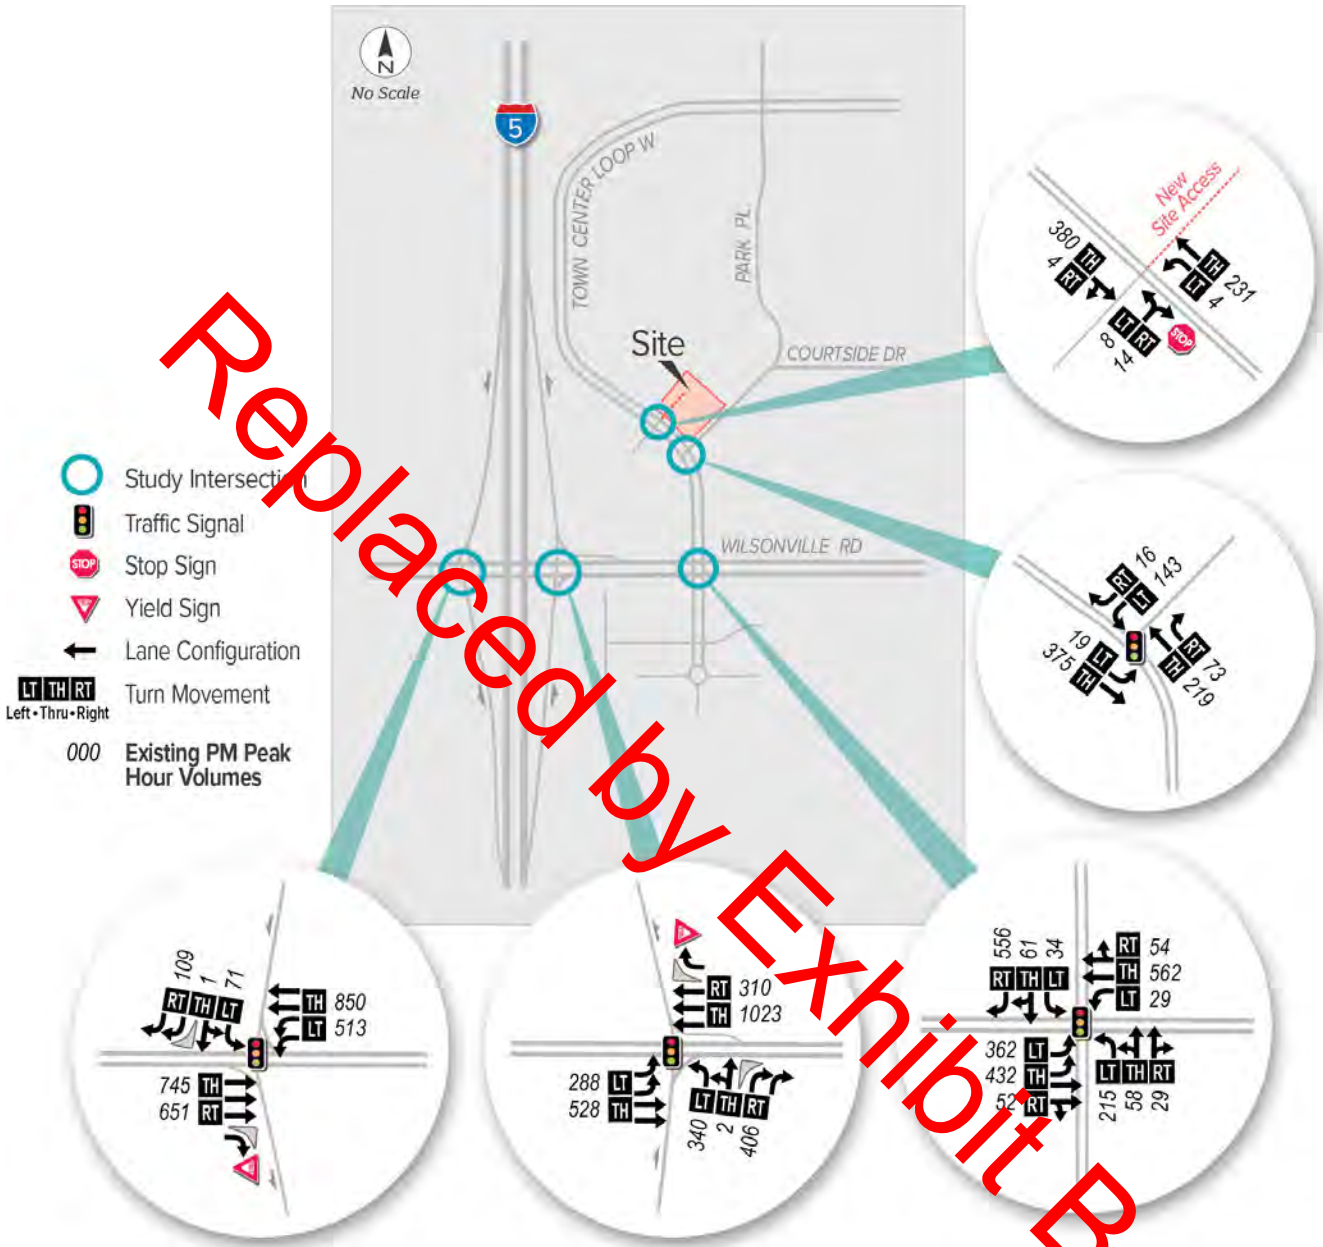 N
No Scale
5
TOWN CENTER LOOP W
PARK PL.
COURTSIDE DR
Site
WILSONVILLE RD
Study Intersection
Traffic Signal
STOP
Stop Sign
Yield Sign
Lane Configuration
LT TH RT
Left•Thru•Right
Turn Movement
000
Existing PM Peak
Hour Volumes
New
Site Access
380 TH
4 RT
TH 231
LT 4
LT RT
8 14
STOP
RT LT
16 143
19 LT
375 TH
RT 73
TH 219
109 1 71
RT TH LT
TH 850
LT 513
745 TH
651 RT
RT 310
TH 1023
288 LT
528 TH
LT TH RT
340 2 406
556 61 34
RT TH LT
RT 54
TH 562
LT 29
362 LT
432 TH
52 RT
LT TH RT
215 58 29
Replaced by Exhibit B